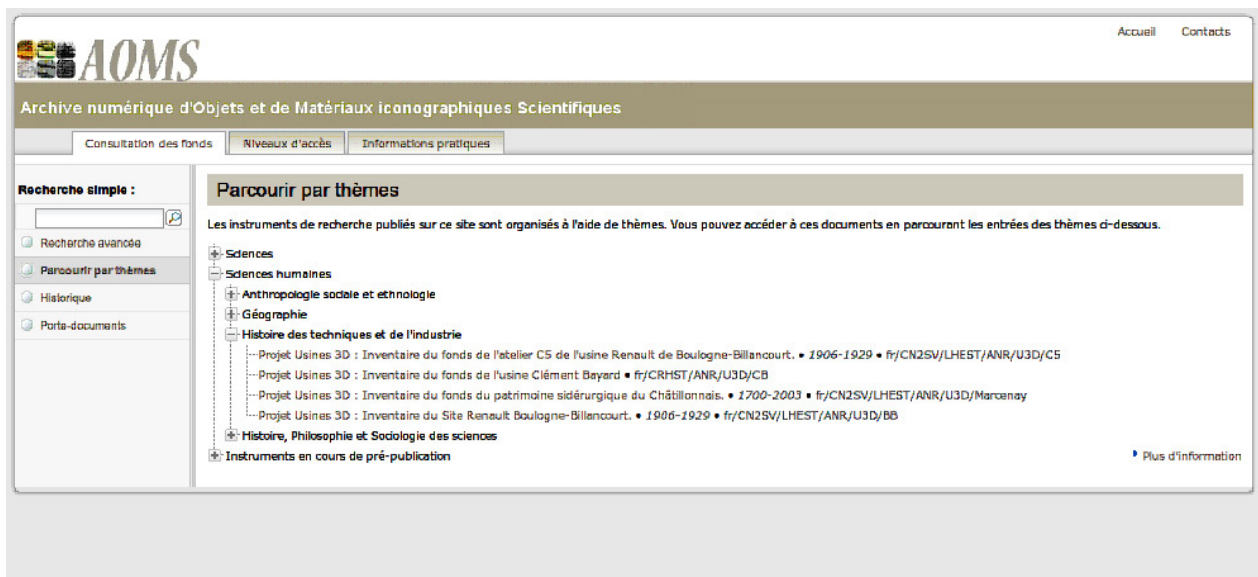 Accueil Contacts
AOMS
Archive numérique d'Objets et de Matériaux iconographiques Scientifiques
Consultation des fonds Niveaux d'accès Informations pratiques
Recherche simple :
Recherche avancée
Parcourir par thèmes
Historique
Porte-documents
Parcourir par thèmes
Les instruments de recherche publiés sur ce site sont organisés à l'aide de thèmes. Vous pouvez accéder à ces documents en parcourant les entrées des thèmes ci-dessous.
Sciences
Sciences humaines
Anthropologie sociale et ethnologie
Géographie
Histoire des techniques et de l'industrie
Projet Usines 3D : Inventaire du fonds de l'atelier C5 de l'usine Renault de Boulogne-Billancourt. • 1906-1929 • fr/CN2SV/LHEST/ANR/U3D/C5
Projet Usines 3D : Inventaire du fonds de l'usine Clément Bayard • fr/CRHST/ANR/U3D/CB
Projet Usines 3D : Inventaire du fonds du patrimoine sidérurgique du Châtillonnais. • 1700-2003 • fr/CN2SV/LHEST/ANR/U3D/Marcenay
Projet Usines 3D : Inventaire du Site Renault Boulogne-Billancourt. • 1906-1929 • fr/CN2SV/LHEST/ANR/U3D/BB
Histoire, Philosophie et Sociologie des sciences
Instruments en cours de pré-publication
Plus d'information